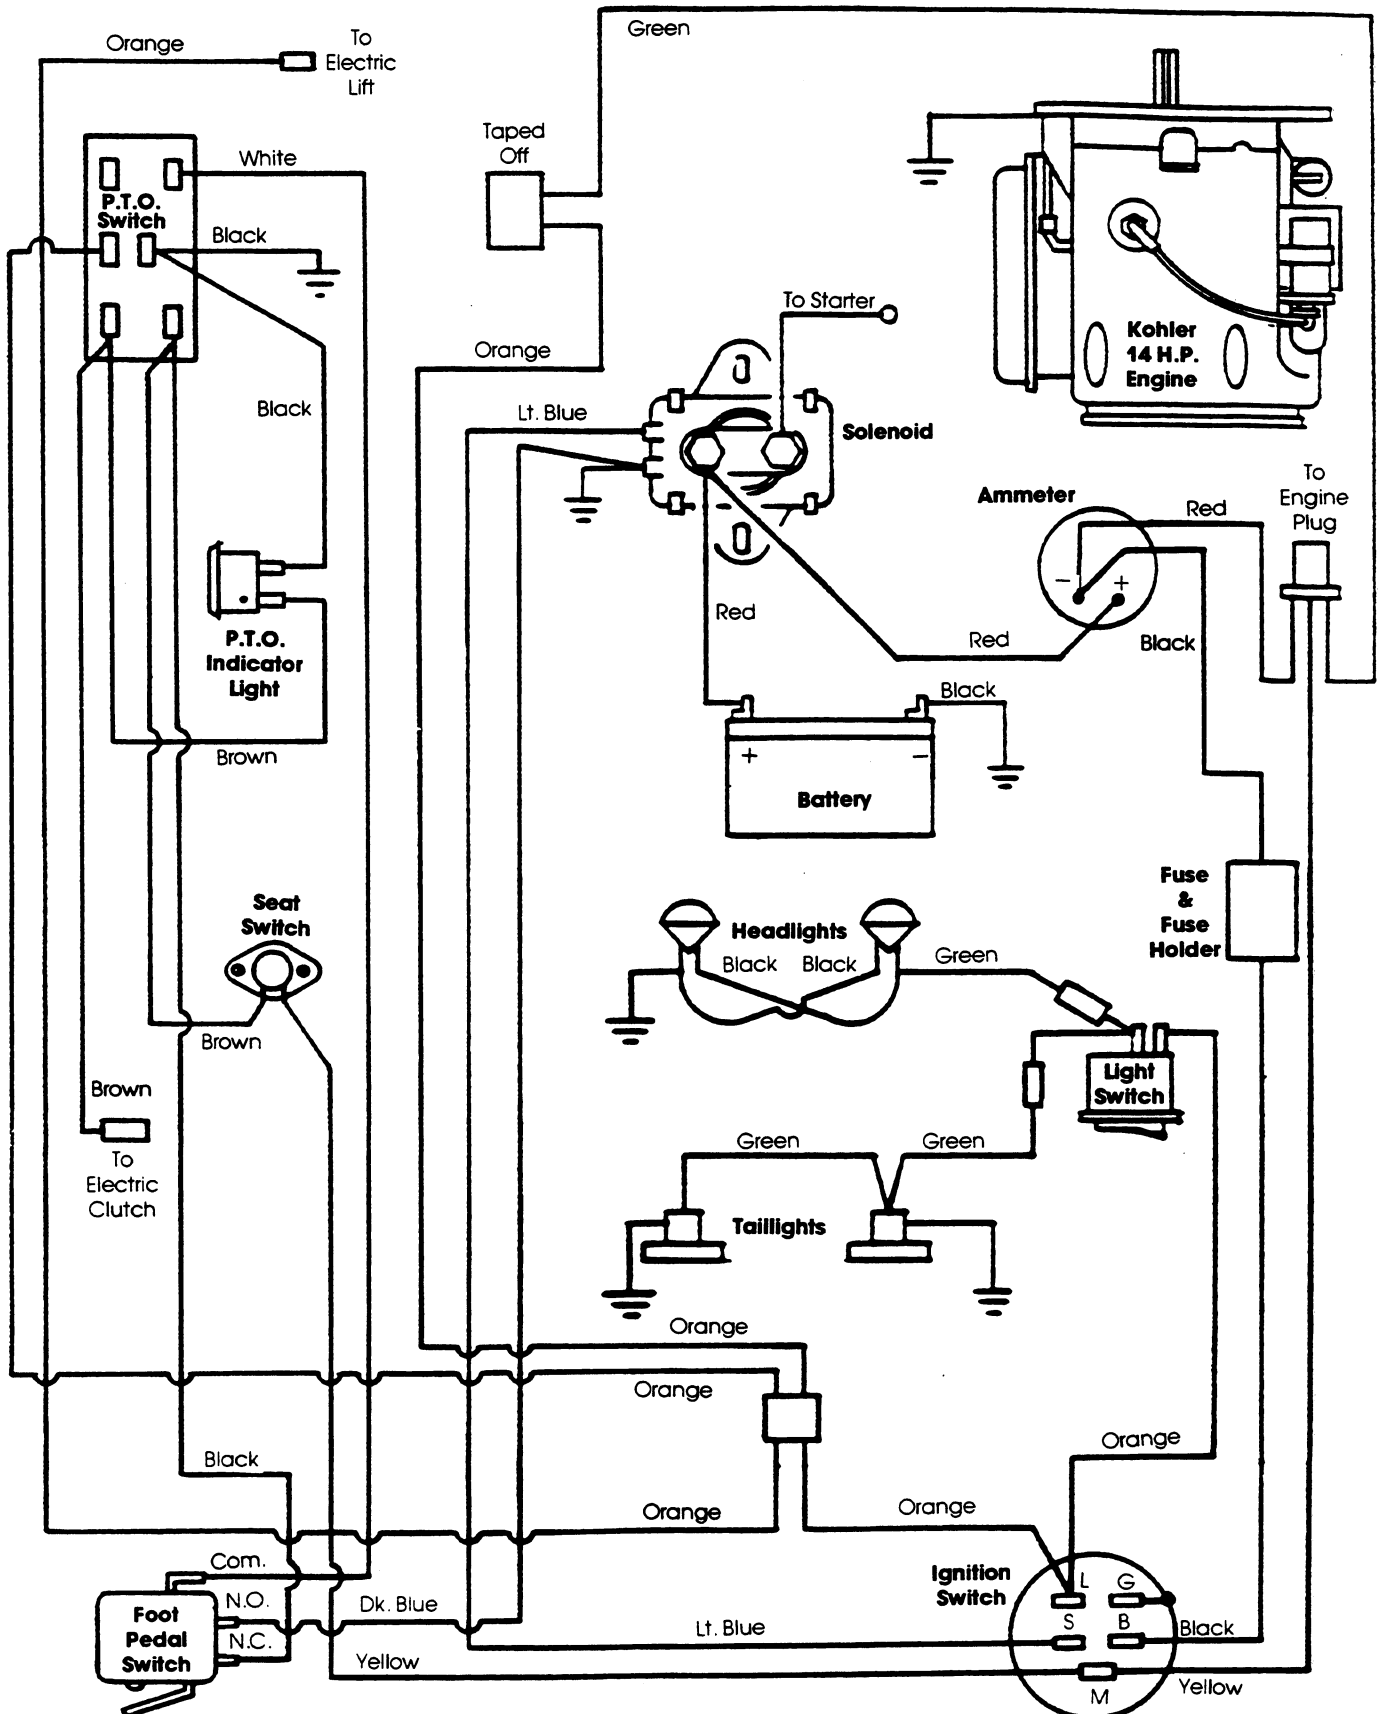 Green
Orange
To
Electric
Lift
Taped
Off
White
P.T.O.
Switch
Black
To Starter
Kohler
14 H.P.
Engine
Orange
Black
Lt. Blue
Solenoid
Ammeter
To
Engine
Plug
Red
- +
Red
Red
Black
P.T.O.
Indicator
Light
Black
Brown
+ -
Battery
Fuse
&
Fuse
Holder
Seat
Switch
Headlights
Black Black
Green
Brown
Light
Switch
Brown
To
Electric
Clutch
Green
Green
Taillights
Orange
Orange
Orange
Black
Orange
Orange
Com.
Ignition
Switch
L G
N.O.
Dk. Blue
Foot
Pedal
Switch
N.C.
S B
Lt. Blue
Black
Yellow
Yellow
M